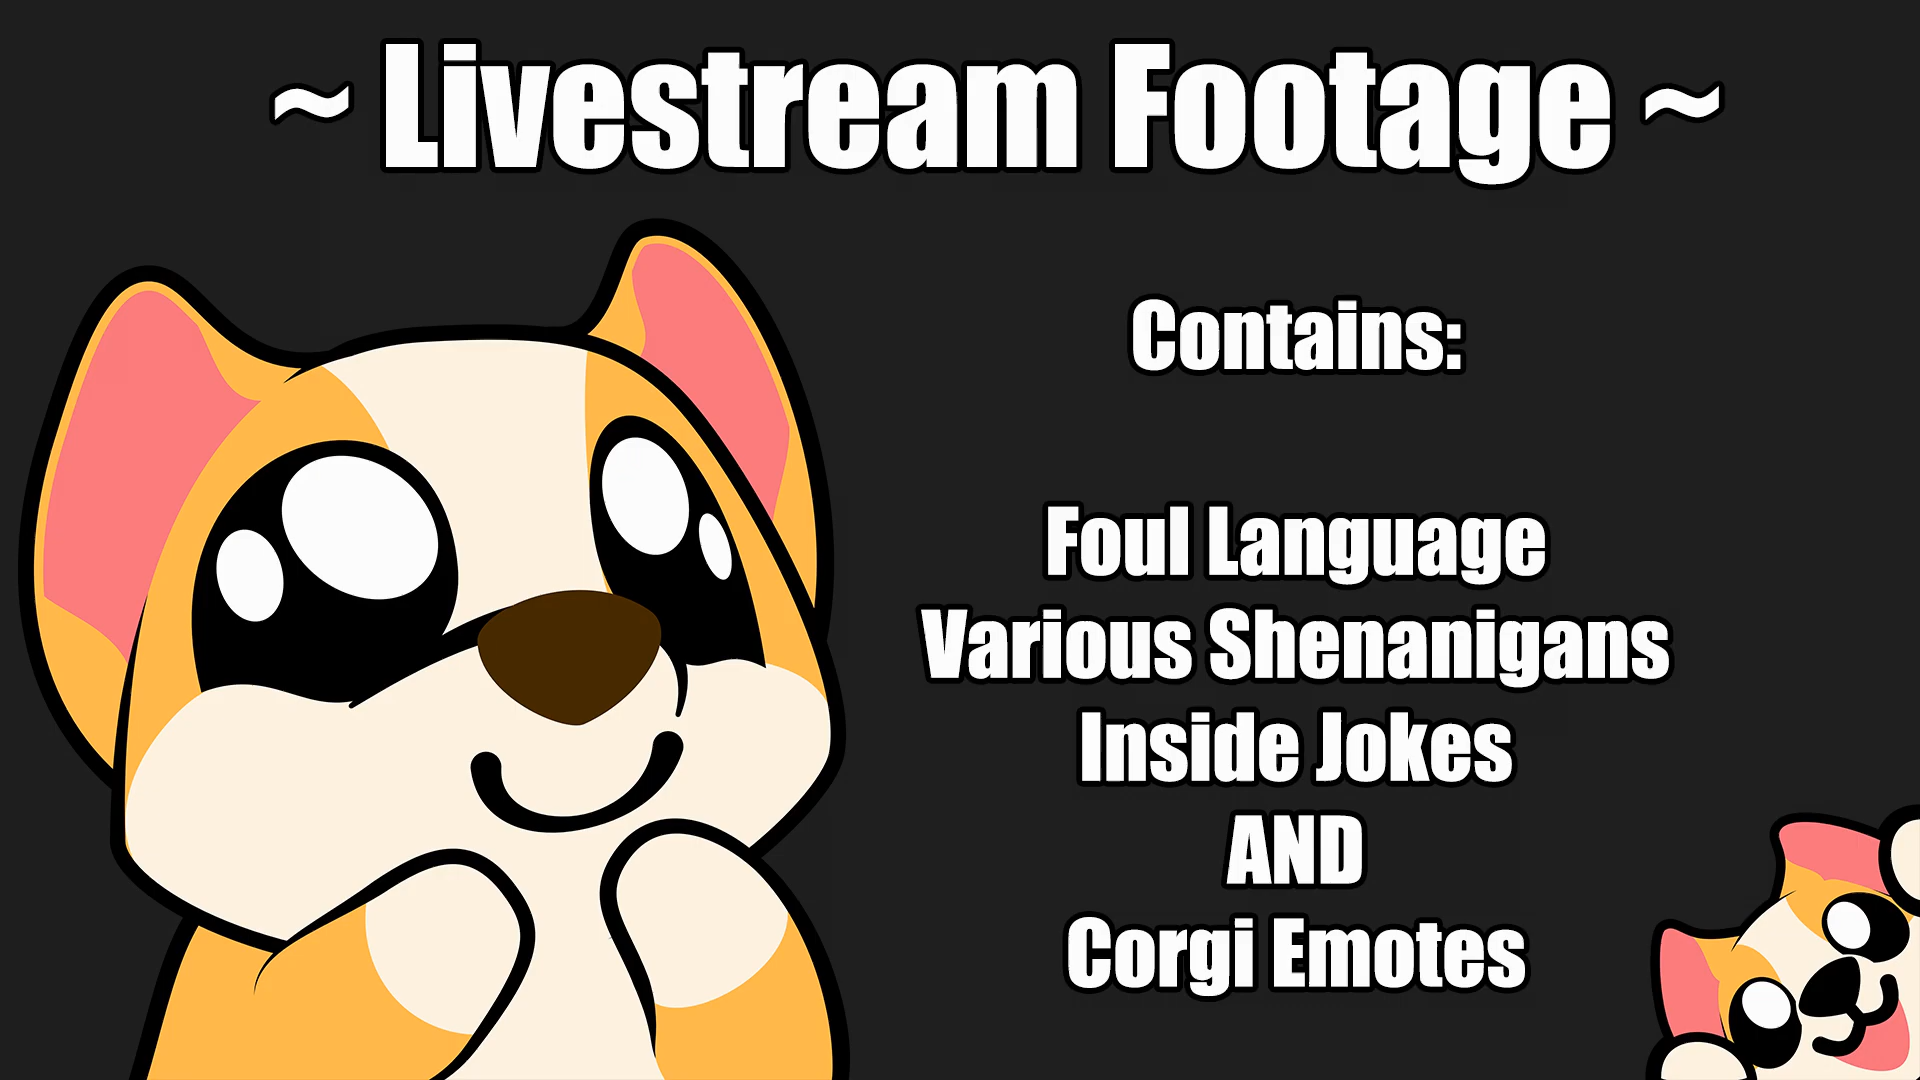 ~ Livestream Footage ~
Contains:
Foul Language
Various Shenanigans
Inside Jokes
AND
Corgi Emotes